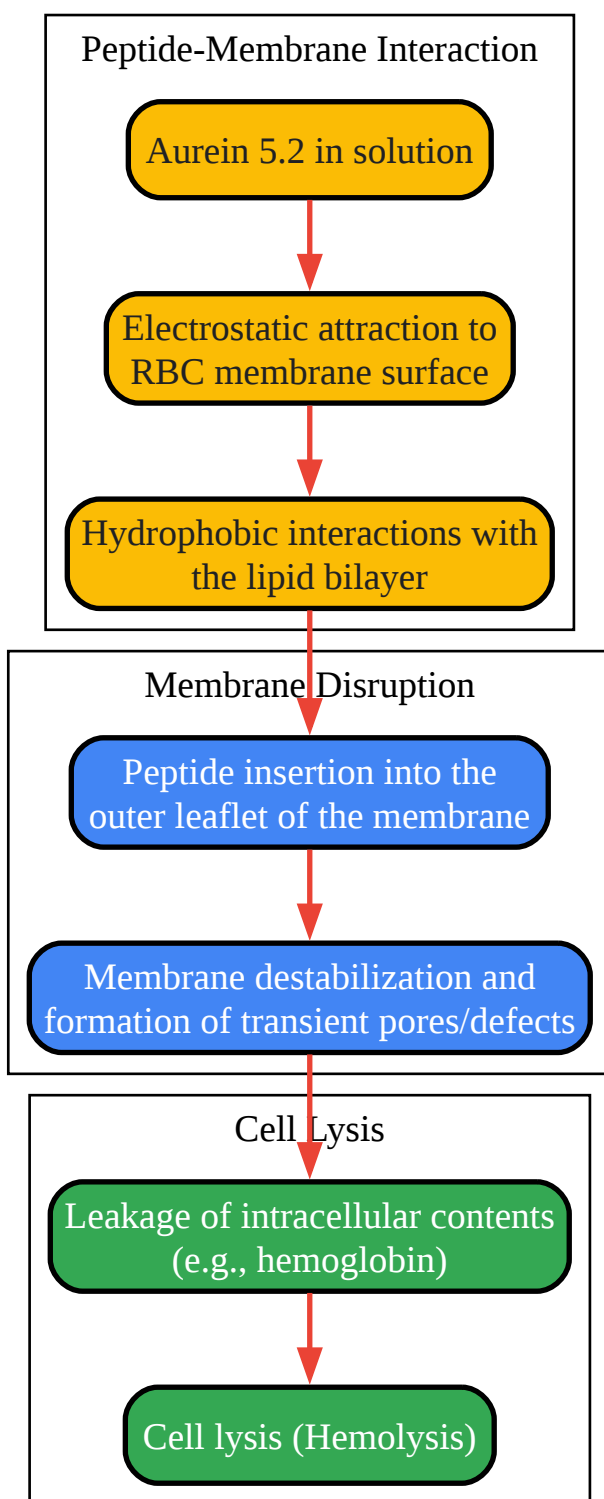 Peptide-Membrane Interaction
Aurein 5.2 in solution
Electrostatic attraction to
RBC membrane surface
Hydrophobic interactions with
the lipid bilayer
Membrane Disruption
Peptide insertion into the
outer leaflet of the membrane
Membrane destabilization and
formation of transient pores/defects
Cell Lysis
Leakage of intracellular contents
(e.g., hemoglobin)
Cell lysis (Hemolysis)